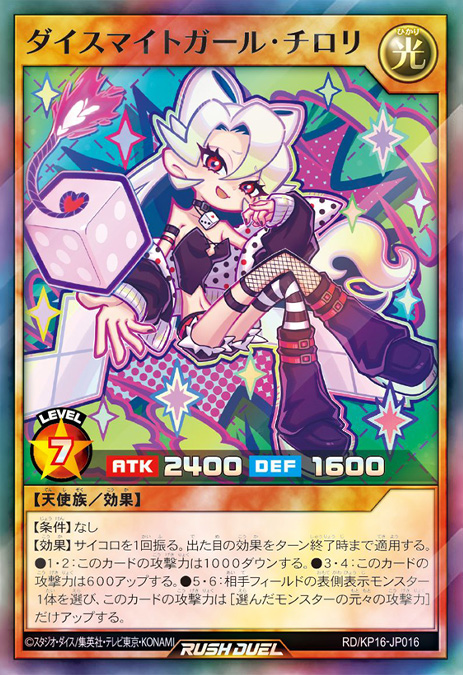 ダイスマイトガール・チロリ
ひかり
光
LEVEL
7
ATK 2400 DEF 1600
【天使族／効果】
【条件】なし
【効果】サイコロを1回振る。出た目の効果をターン終了時まで適用する。
●1・2：このカードの攻撃力は1000ダウンする。●3・4：このカードの
攻撃力は600アップする。●5・6：相手フィールドの表側表示モンスター
1体を選び、このカードの攻撃力は［選んだモンスターの元々の攻撃力］
だけアップする。
©スタジオ・ダイス/集英社・テレビ東京・KONAMI
RUSH DUEL
RD/KP16-JP016